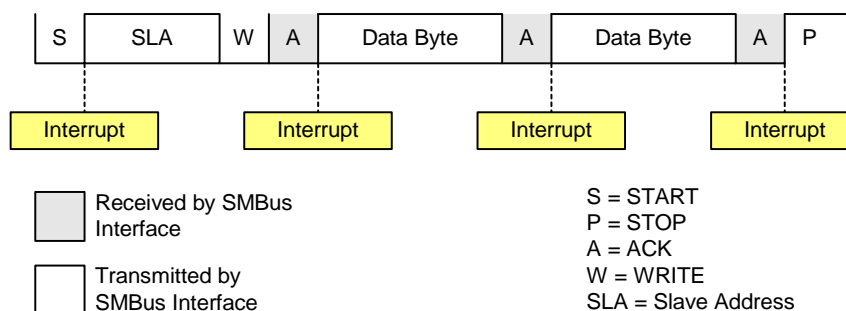 S SLA W A Data Byte A Data Byte A P
Interrupt Interrupt Interrupt Interrupt
Received by SMBus
Interface
Transmitted by
SMBus Interface
S = START
P = STOP
A = ACK
W = WRITE
SLA = Slave Address